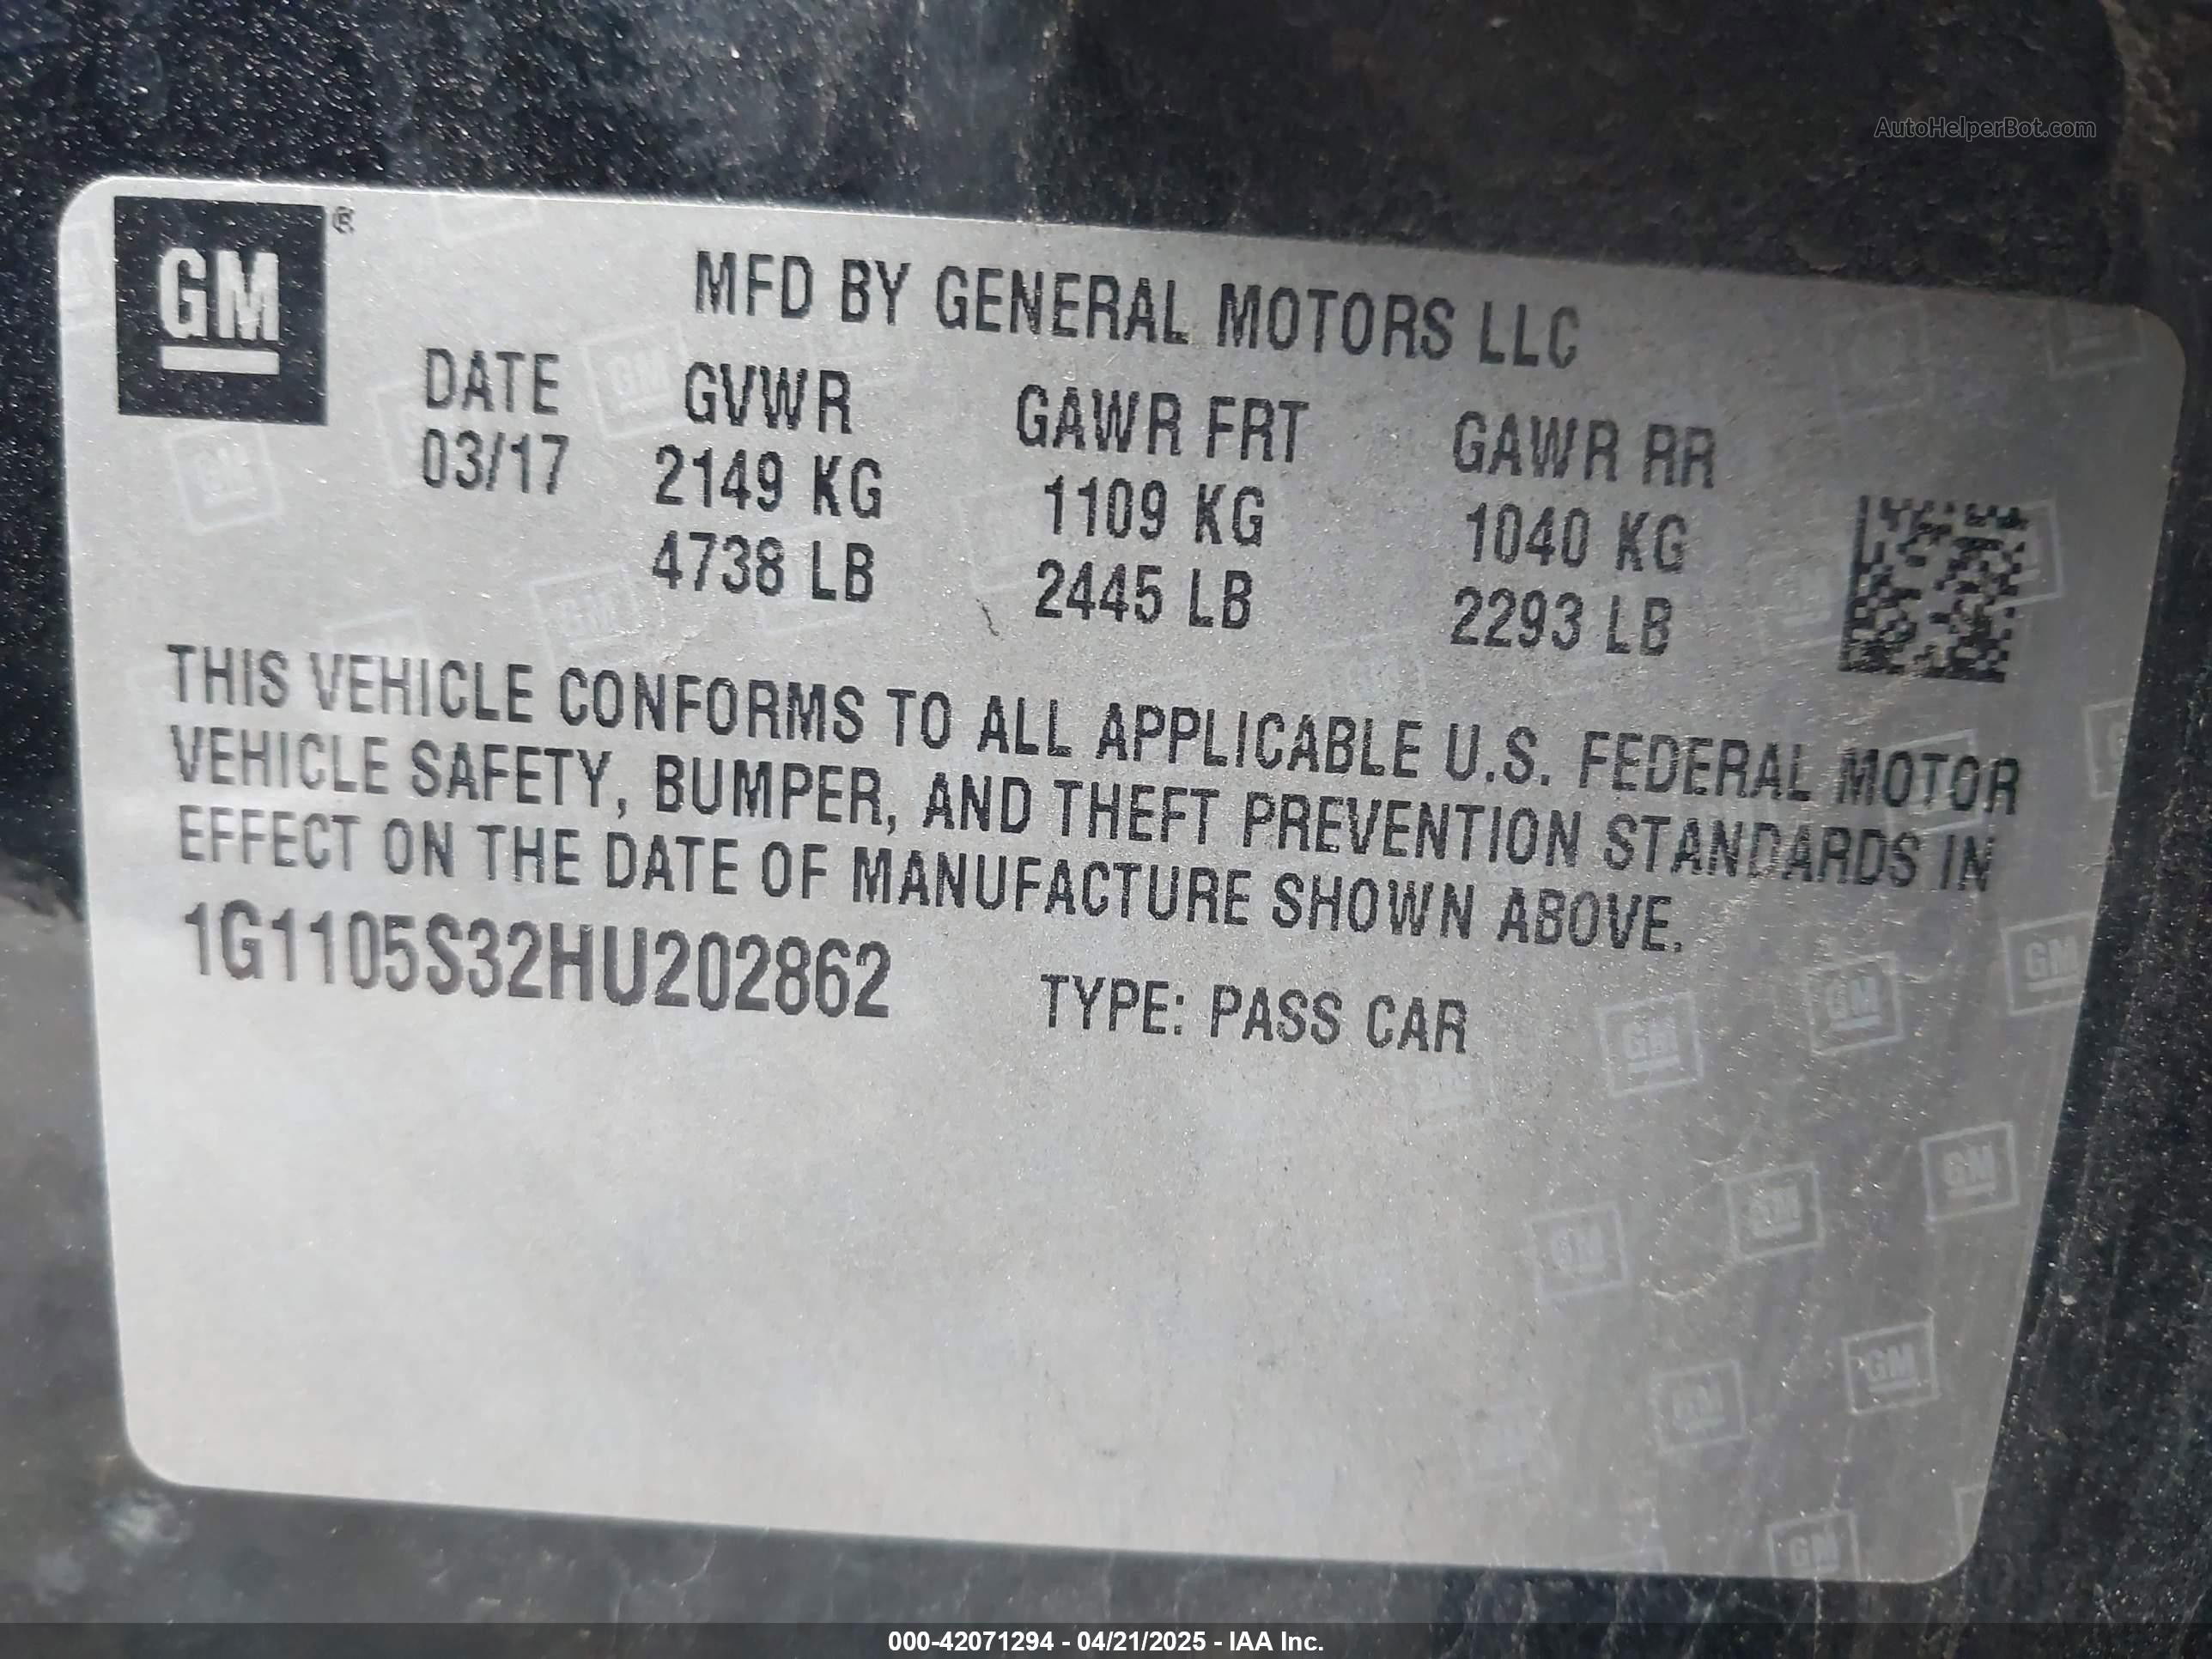 AutoHelperBot.com
GM ®
MFD BY GENERAL MOTORS LLC
DATE GVWR GAWR FRT GAWR RR
03/17 2149 KG 1109 KG 1040 KG
4738 LB 2445 LB 2293 LB
THIS VEHICLE CONFORMS TO ALL APPLICABLE U.S. FEDERAL MOTOR
VEHICLE SAFETY, BUMPER, AND THEFT PREVENTION STANDARDS IN
EFFECT ON THE DATE OF MANUFACTURE SHOWN ABOVE.
1G1105S32HU202862 TYPE: PASS CAR
000-42071294 - 04/21/2025 - IAA Inc.